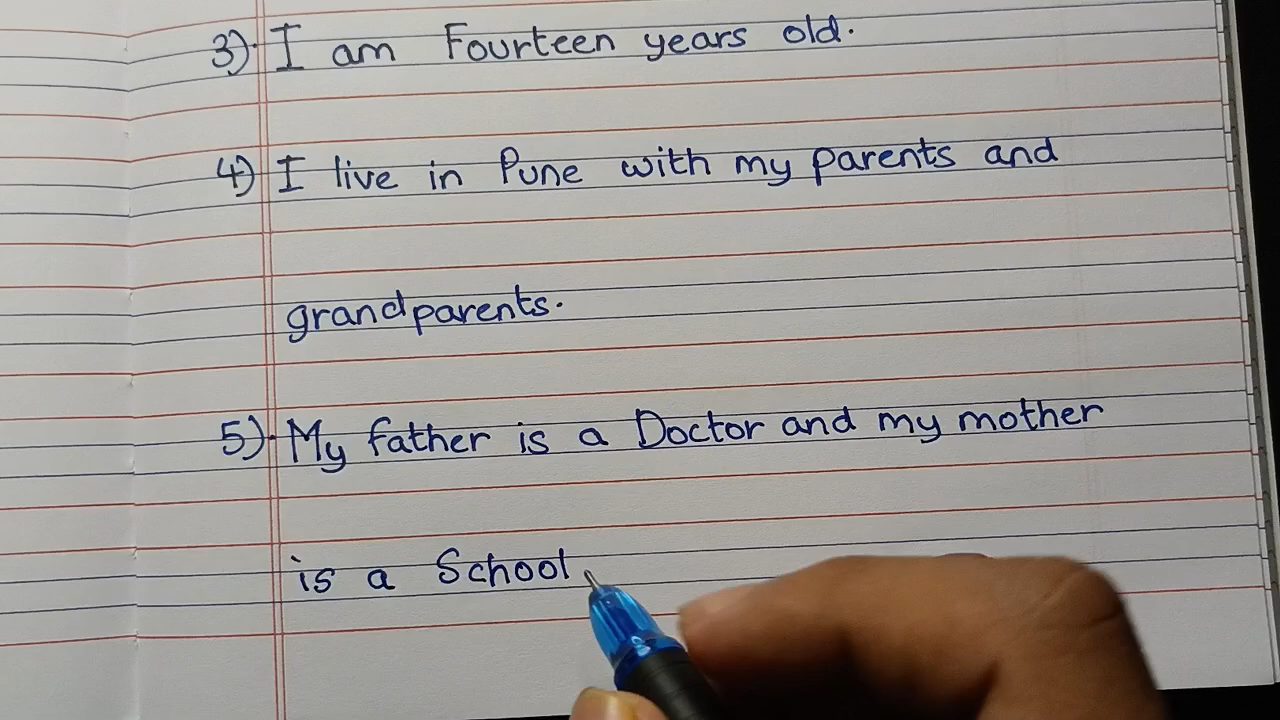 3) I am Fourteen years old.
4) I live in Pune with my parents and
grandparents.
5) My father is a Doctor and my mother
is a School